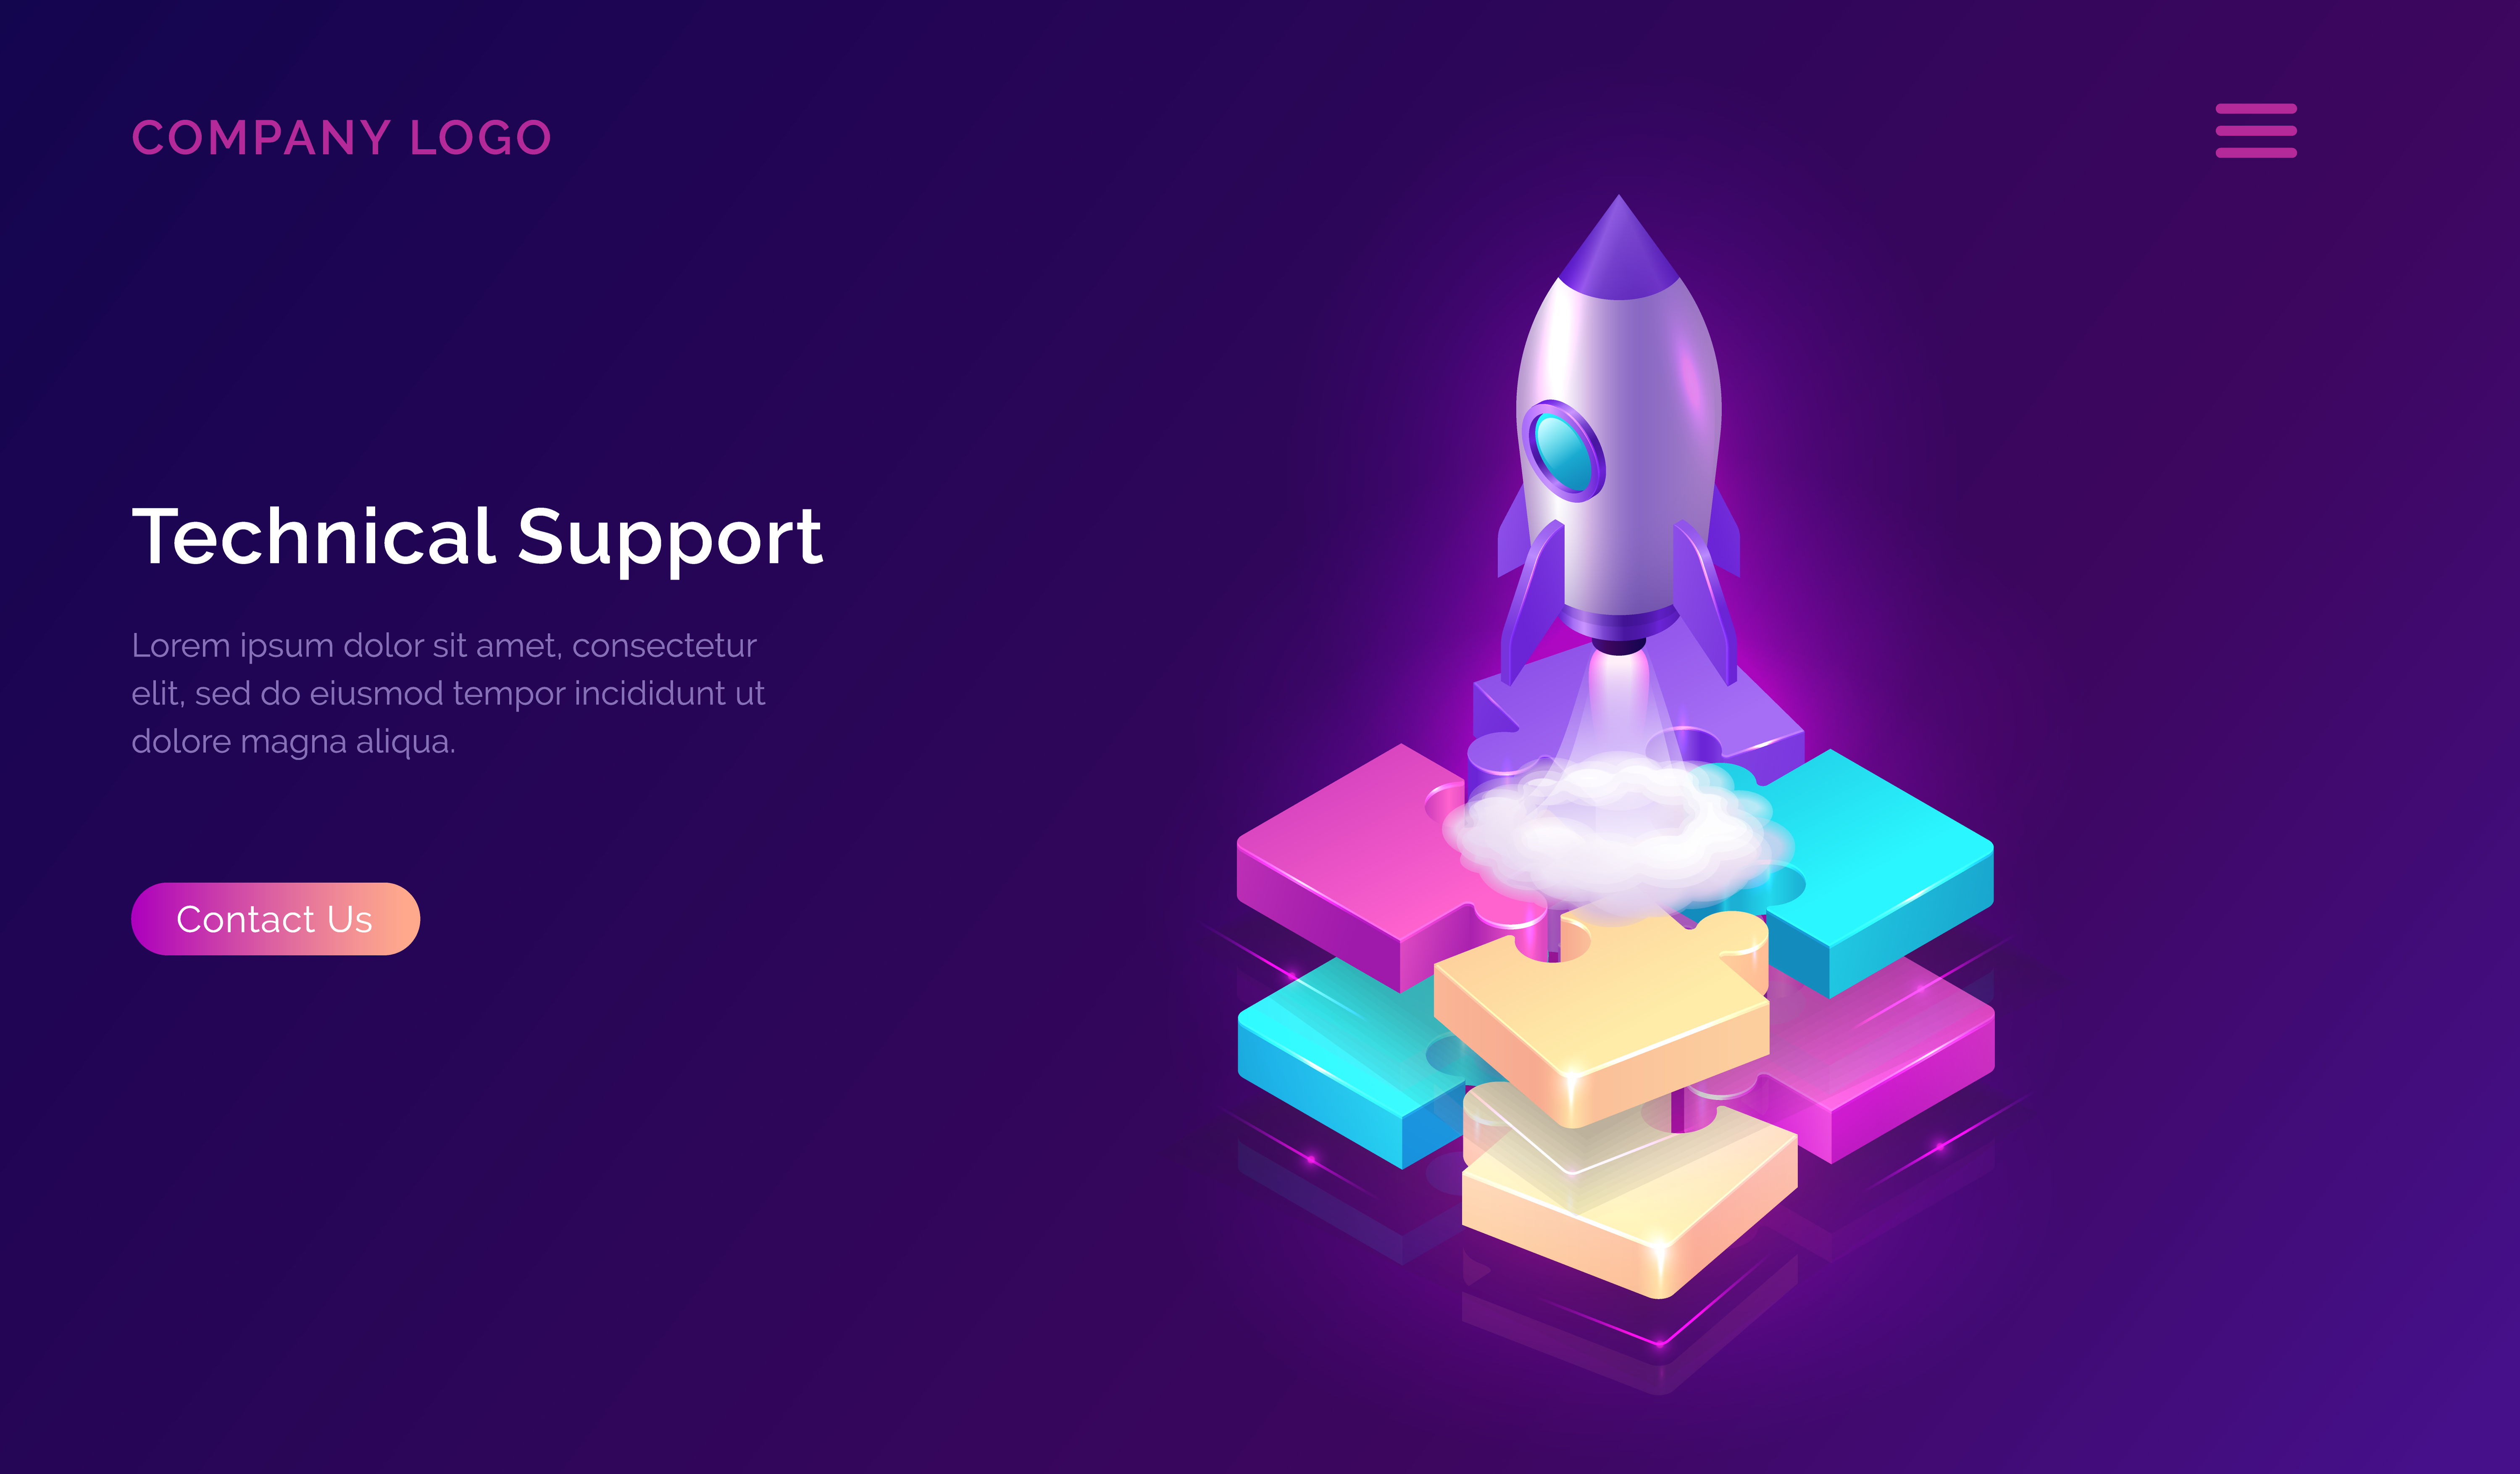 COMPANY LOGO
Technical Support
Lorem ipsum dolor sit amet, consectetur
elit, sed do eiusmod tempor incididunt ut
dolore magna aliqua.
Contact Us